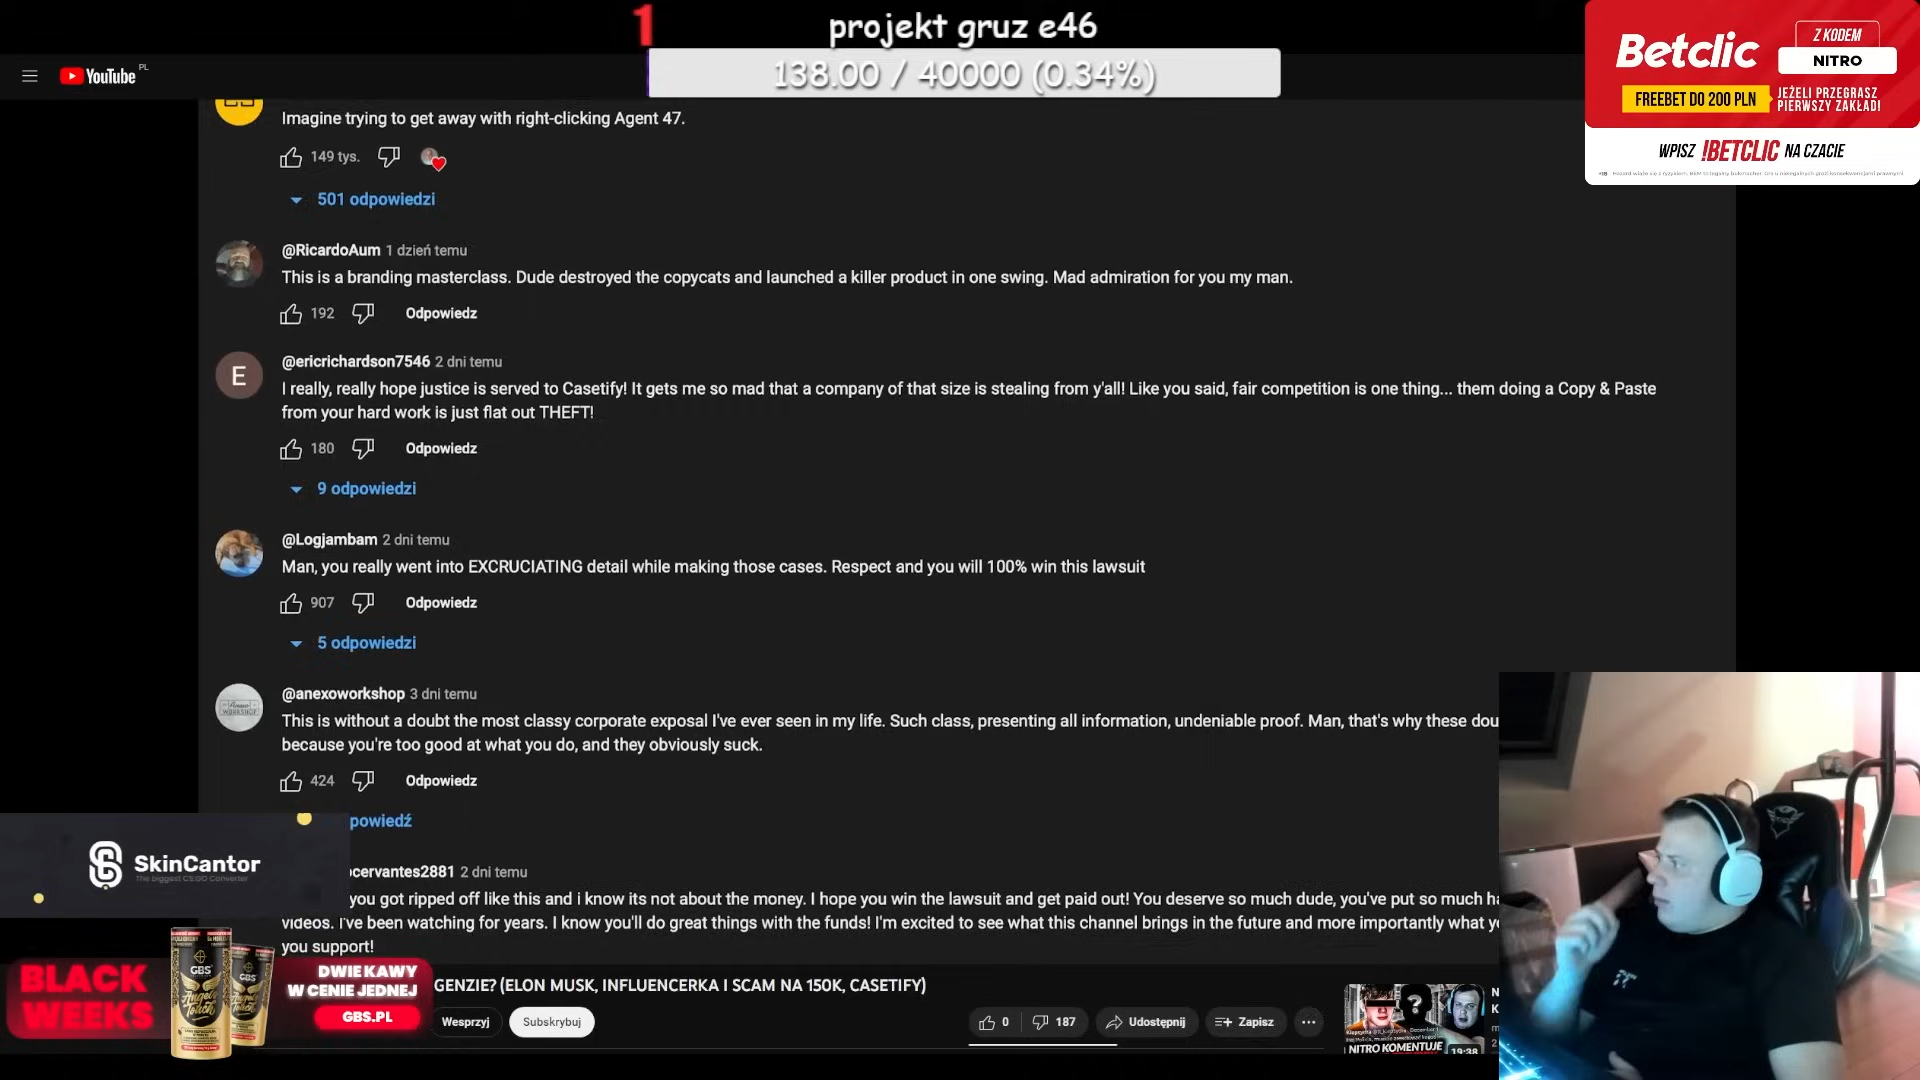 1
projekt gruz e46
138.00 / 40000 (0.34%)
YouTube PL
Betclic
Z KODEM
NITRO
FREEBET DO 200 PLN
JEŻELI PRZEGRASZ
PIERWSZY ZAKŁAD!
WPISZ !BETCLIC NA CZACIE
Imagine trying to get away with right-clicking Agent 47.
149 tys.
501 odpowiedzi
@RicardoAum 1 dzień temu
This is a branding masterclass. Dude destroyed the copycats and launched a killer product in one swing. Mad admiration for you my man.
192 Odpowiedz
@ericrichardson7546 2 dni temu
I really, really hope justice is served to Casetify! It gets me so mad that a company of that size is stealing from y'all! Like you said, fair competition is one thing... them doing a Copy & Paste
from your hard work is just flat out THEFT!
180 Odpowiedz
9 odpowiedzi
@Logjambam 2 dni temu
Man, you really went into EXCRUCIATING detail while making those cases. Respect and you will 100% win this lawsuit
907 Odpowiedz
5 odpowiedzi
@anexoworkshop 3 dni temu
This is without a doubt the most classy corporate exposal I've ever seen in my life. Such class, presenting all information, undeniable proof. Man, that's why these dou
because you're too good at what you do, and they obviously suck.
424 Odpowiedz
powiedź
SkinCantor
The biggest CS:GO Converter
ocervantes2881 2 dni temu
you got ripped off like this and i know its not about the money. I hope you win the lawsuit and get paid out! You deserve so much dude, you've put so much ha
videos. I've been watching for years. I know you'll do great things with the funds! I'm excited to see what this channel brings in the future and more importantly what y
you support!
BLACK
WEEKS
GBS
Angel's
Touch
DWIE KAWY
W CENIE JEDNEJ
GBS.PL
GENZIE? (ELON MUSK, INFLUENCERKA I SCAM NA 150K, CASETIFY)
Wesprzyj Subskrybuj
0 187 Udostępnij Zapisz
NITRO KOMENTUJE
19:38
N
K